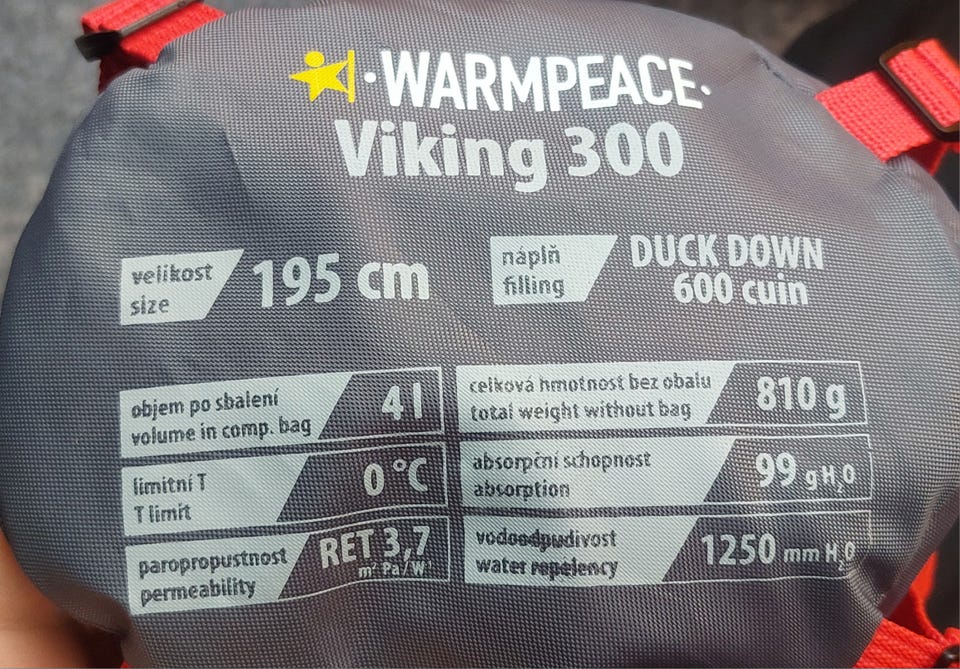 ·WARMPEACE·
Viking 300
velikost
size
195 cm
náplň
filling
DUCK DOWN
600 cuin
objem po sbalení
volume in comp. bag
4 l
celková hmotnost bez obalu
total weight without bag
810 g
limitní T
T limit
0 °C
absorpční schopnost
absorption
99 g H₂O
paropropustnost
permeability
RET 3,7
m² Pa/W
vodoodpudivost
water repelency
1250 mm H₂O